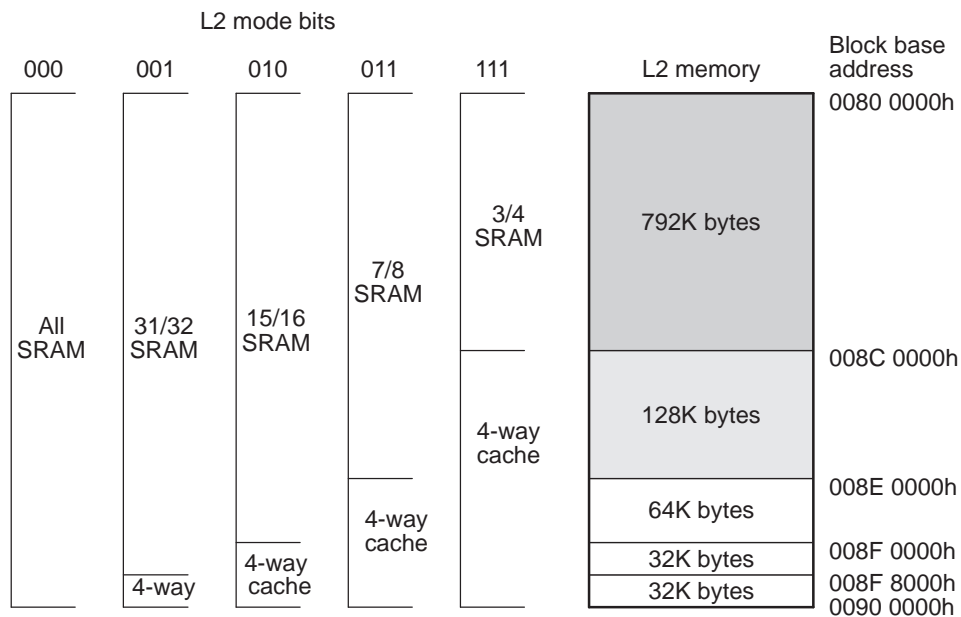 L2 mode bits
000 001 010 011 111 L2 memory
Block base
address
0080 0000h
All
SRAM
31/32
SRAM
15/16
SRAM
7/8
SRAM
3/4
SRAM
792K bytes
008C 0000h
128K bytes
4-way
cache
008E 0000h
64K bytes
4-way
cache
008F 0000h
32K bytes
4-way
cache
008F 8000h
4-way
32K bytes
0090 0000h